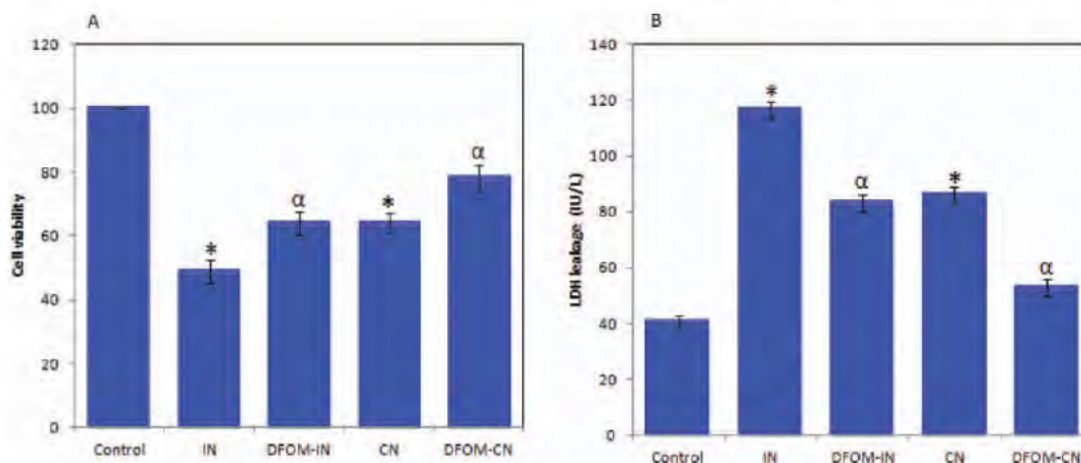 A
Cell viability
120
100
80
60
40
20
0
*
α
*
α
Control IN DFOM-IN CN DFOM-CN
B
LDH leakage (IU/L)
140
120
100
80
60
40
20
0
*
α
*
α
Control IN DFOM-IN CN DFOM-CN